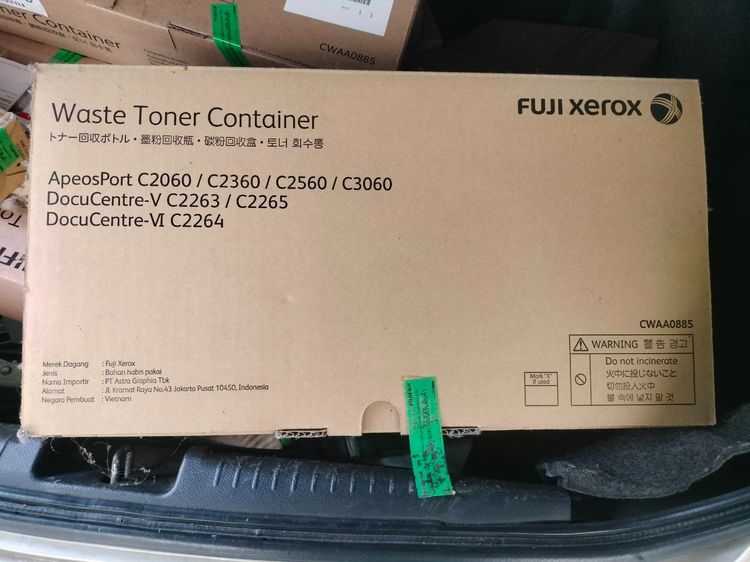 oner Container
CWAA0885
Waste Toner Container
FUJI xerox
トナー回収ボトル・墨粉回收瓶・碳粉回收盒・토너 회수통
ApeosPort C2060 / C2360 / C2560 / C3060
DocuCentre-V C2263 / C2265
DocuCentre-VI C2264
CWAA0885
WARNING 警告 경고
Do not incinerate
火中に投じないこと
切勿投入火中
불 속에 넣지 말 것
Mark "X"
if used
Merek Dagang : Fuji Xerox
Jenis : Bahan habis pakai
Nama Importir : PT Astra Graphia Tbk
Alamat : Jl. Kramat Raya No.43 Jakarta Pusat 10450, Indonesia
Negara Pembuat : Vietnam